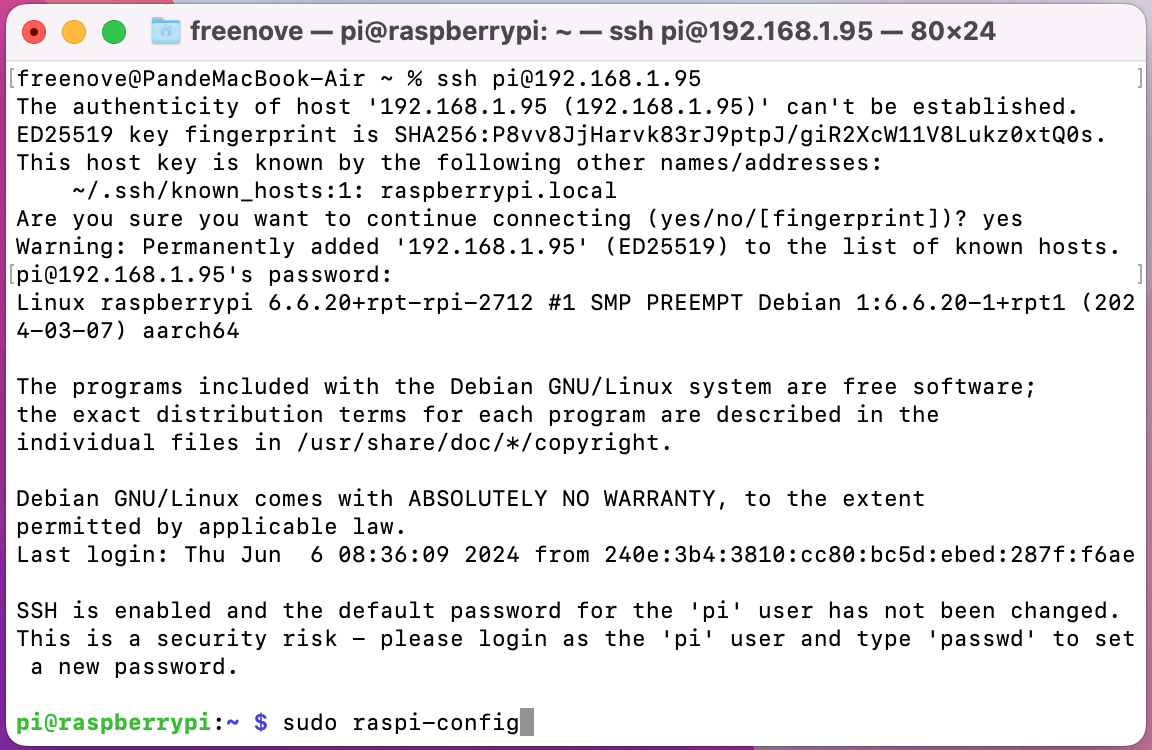 freenove — pi@raspberrypi: ~ — ssh pi@192.168.1.95 — 80×24
[freenove@PandeMacBook-Air ~ % ssh pi@192.168.1.95 ]
The authenticity of host '192.168.1.95 (192.168.1.95)' can't be established.
ED25519 key fingerprint is SHA256:P8vv8JjHarvk83rJ9ptpJ/giR2XcW11V8Lukz0xtQ0s.
This host key is known by the following other names/addresses:
    ~/.ssh/known_hosts:1: raspberrypi.local
Are you sure you want to continue connecting (yes/no/[fingerprint])? yes
Warning: Permanently added '192.168.1.95' (ED25519) to the list of known hosts.
[pi@192.168.1.95's password: ]
Linux raspberrypi 6.6.20+rpt-rpi-2712 #1 SMP PREEMPT Debian 1:6.6.20-1+rpt1 (202
4-03-07) aarch64

The programs included with the Debian GNU/Linux system are free software;
the exact distribution terms for each program are described in the
individual files in /usr/share/doc/*/copyright.

Debian GNU/Linux comes with ABSOLUTELY NO WARRANTY, to the extent
permitted by applicable law.
Last login: Thu Jun  6 08:36:09 2024 from 240e:3b4:3810:cc80:bc5d:ebed:287f:f6ae

SSH is enabled and the default password for the 'pi' user has not been changed.
This is a security risk - please login as the 'pi' user and type 'passwd' to set
 a new password.

pi@raspberrypi:~ $ sudo raspi-config